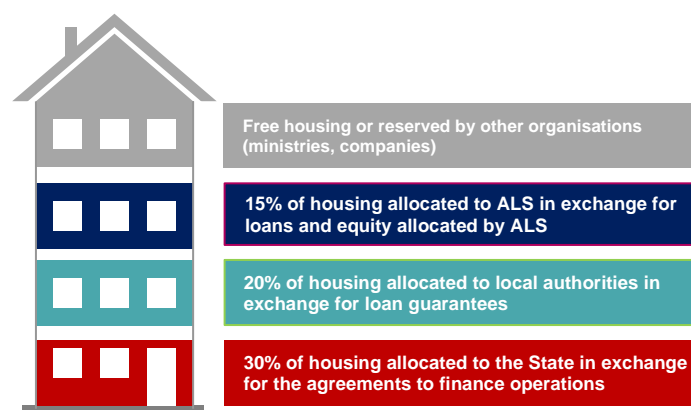 Free housing or reserved by other organisations
(ministries, companies)
15% of housing allocated to ALS in exchange for
loans and equity allocated by ALS
20% of housing allocated to local authorities in
exchange for loan guarantees
30% of housing allocated to the State in exchange
for the agreements to finance operations